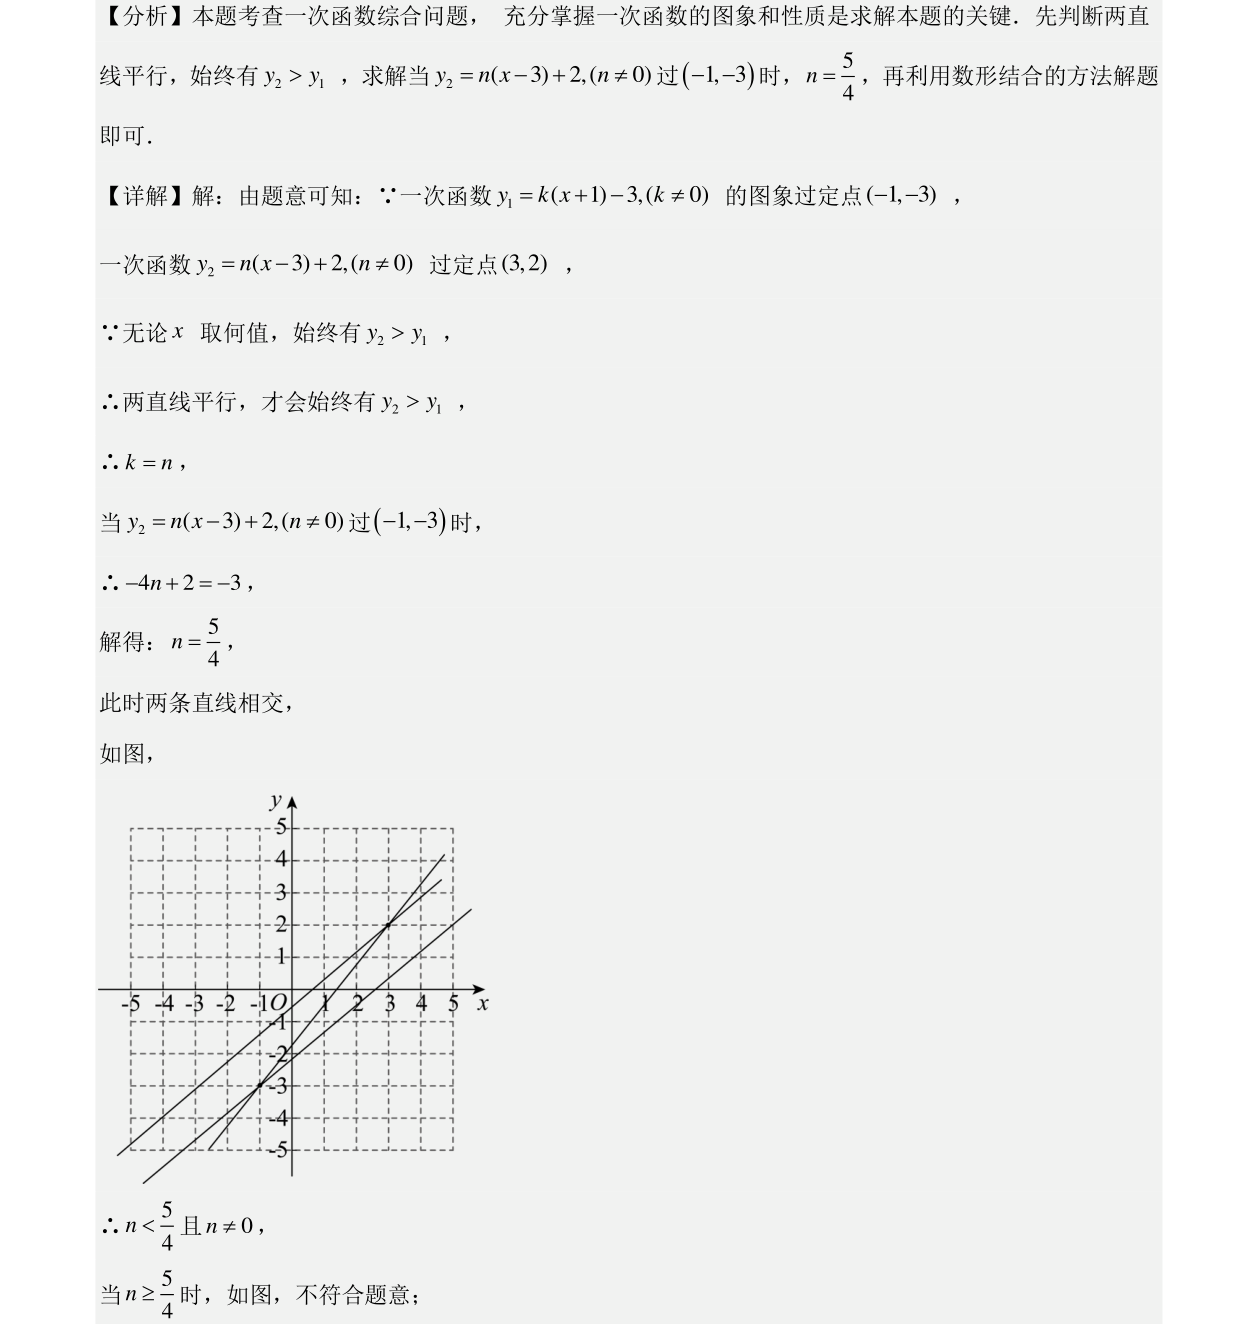 【分析】本题考查一次函数综合问题， 充分掌握一次函数的图象和性质是求解本题的关键．先判断两直
线平行，始终有 y₂ > y₁ ，求解当 y₂ = n(x−3)+2,(n≠0) 过(−1,−3)时，n = 5/4，再利用数形结合的方法解题
即可．
【详解】解：由题意可知：∵一次函数 y₁ = k(x+1)−3,(k≠0) 的图象过定点(−1,−3) ，
一次函数 y₂ = n(x−3)+2,(n≠0) 过定点(3,2) ，
∵无论 x 取何值，始终有 y₂ > y₁ ，
∴两直线平行，才会始终有 y₂ > y₁ ，
∴k = n，
当 y₂ = n(x−3)+2,(n≠0) 过(−1,−3)时，
∴−4n+2=−3，
解得：n = 5/4，
此时两条直线相交，
如图，
y
5
4
3
2
1
-5 -4 -3 -2 -1 O 1 2 3 4 5 x
-1
-2
-3
-4
-5
∴n < 5/4 且 n≠0，
当 n ≥ 5/4 时，如图，不符合题意；